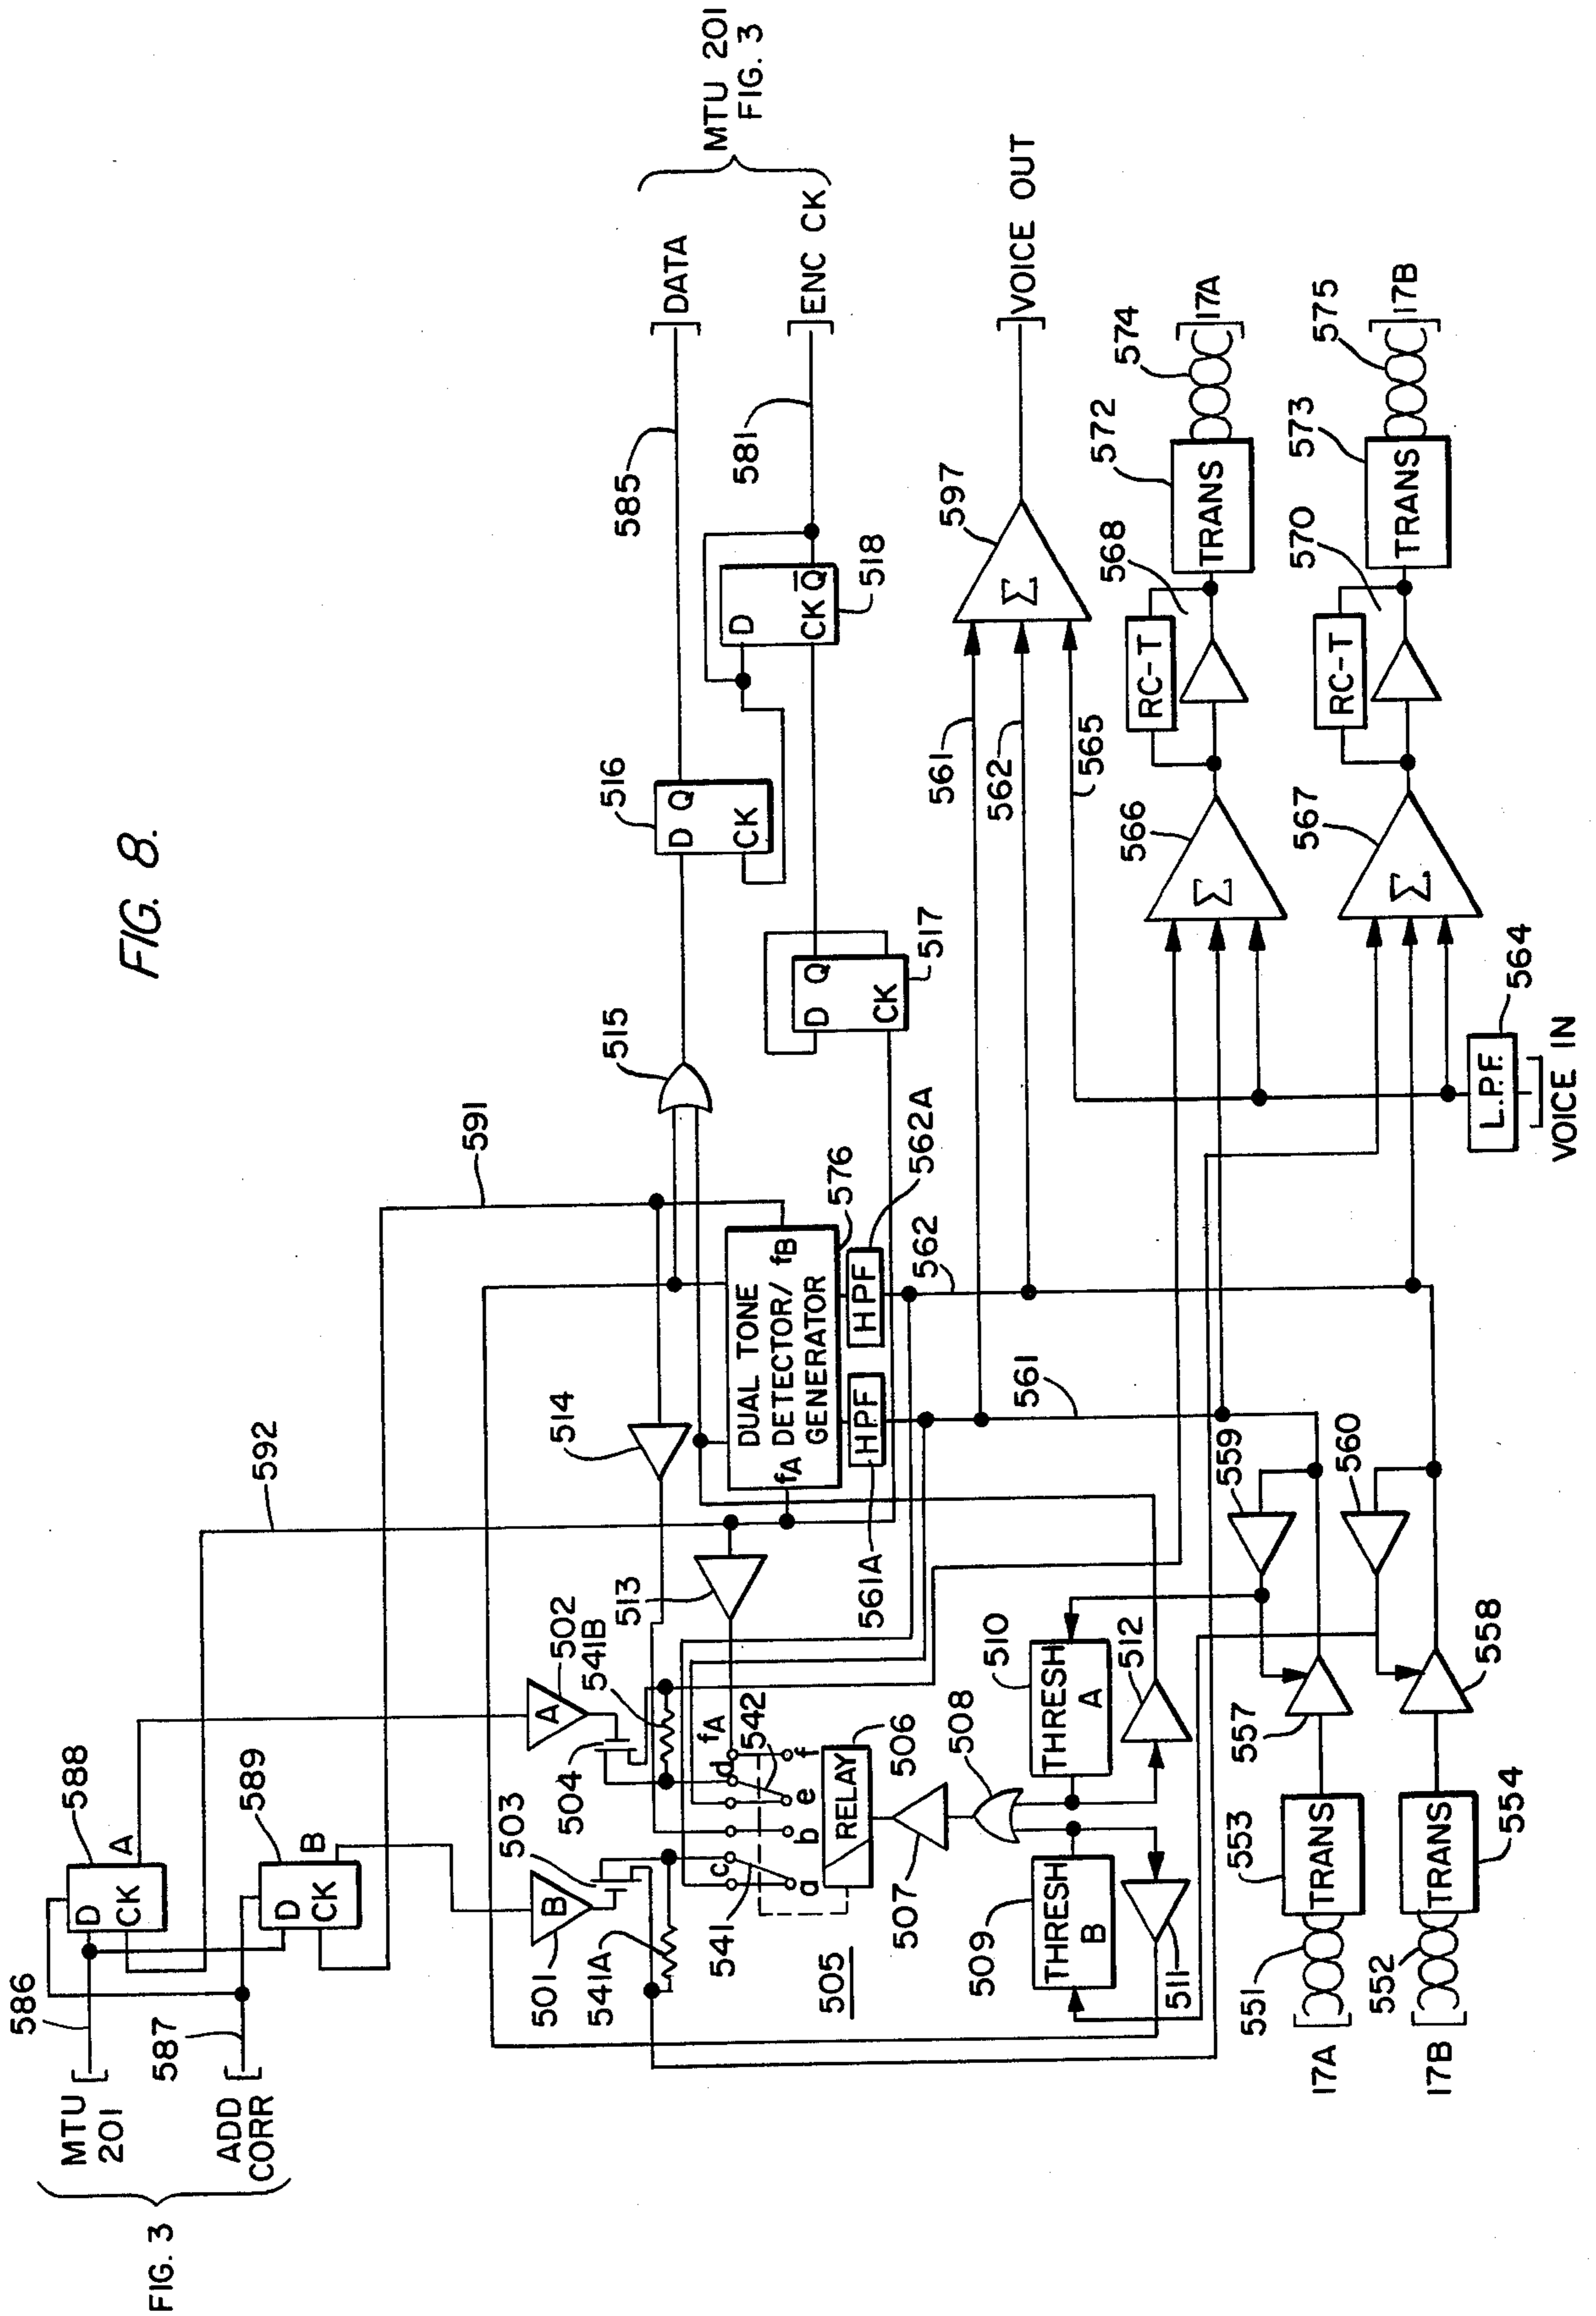 FIG. 8.
FIG. 3
MTU
201
ADD
CORR
586
587
588
589
D
CK
A
D
CK
B
592
591
501
B
502
A
503
504
541A
541B
513
514
515
516
D Q
CK
585
DATA
MTU 201
FIG. 3
ENC CK
581
518
D
CK Q̅
517
D Q
CK
DUAL TONE
DETECTOR/
GENERATOR
fA
fB
576
HPF
561A
HPF
562A
562
561
505
541
542
a
c
b
e
d
f
fA
RELAY
506
507
508
509
THRESH
B
510
THRESH
A
511
512
561
562
565
597
Σ
VOICE OUT
17A
551
TRANS
553
557
559
17B
552
TRANS
554
558
560
566
Σ
RC-T
568
TRANS
572
574
17A
567
Σ
RC-T
570
TRANS
573
575
17B
L.P.F.
564
VOICE IN